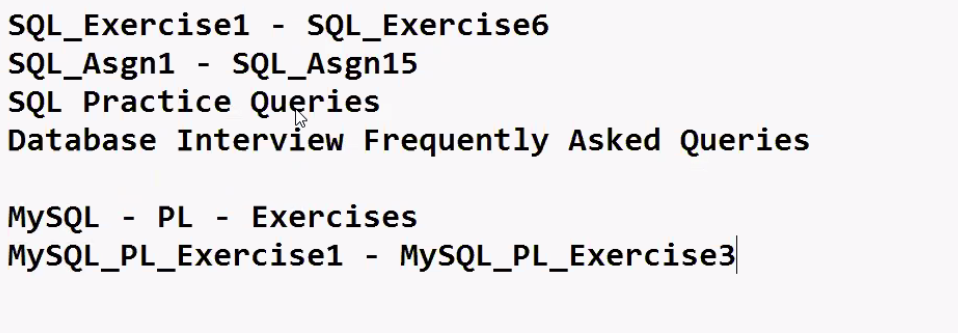 SQL_Exercise1 - SQL_Exercise6
SQL_Asgn1 - SQL_Asgn15
SQL Practice Queries
Database Interview Frequently Asked Queries
MySQL - PL - Exercises
MySQL_PL_Exercise1 - MySQL_PL_Exercise3